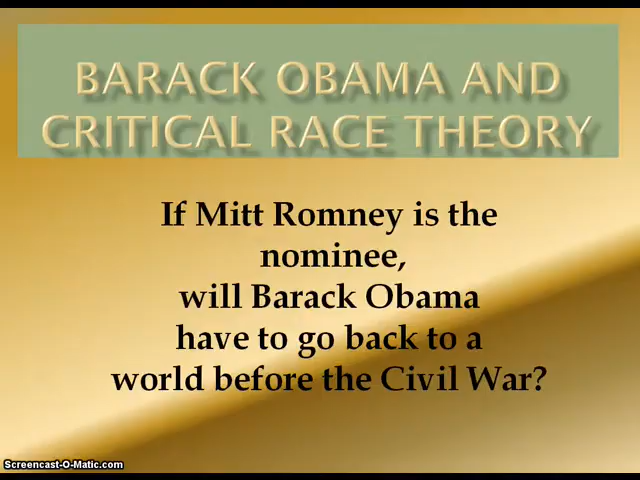 BARACK OBAMA AND
CRITICAL RACE THEORY
If Mitt Romney is the
nominee,
will Barack Obama
have to go back to a
world before the Civil War?
Screencast-O-Matic.com